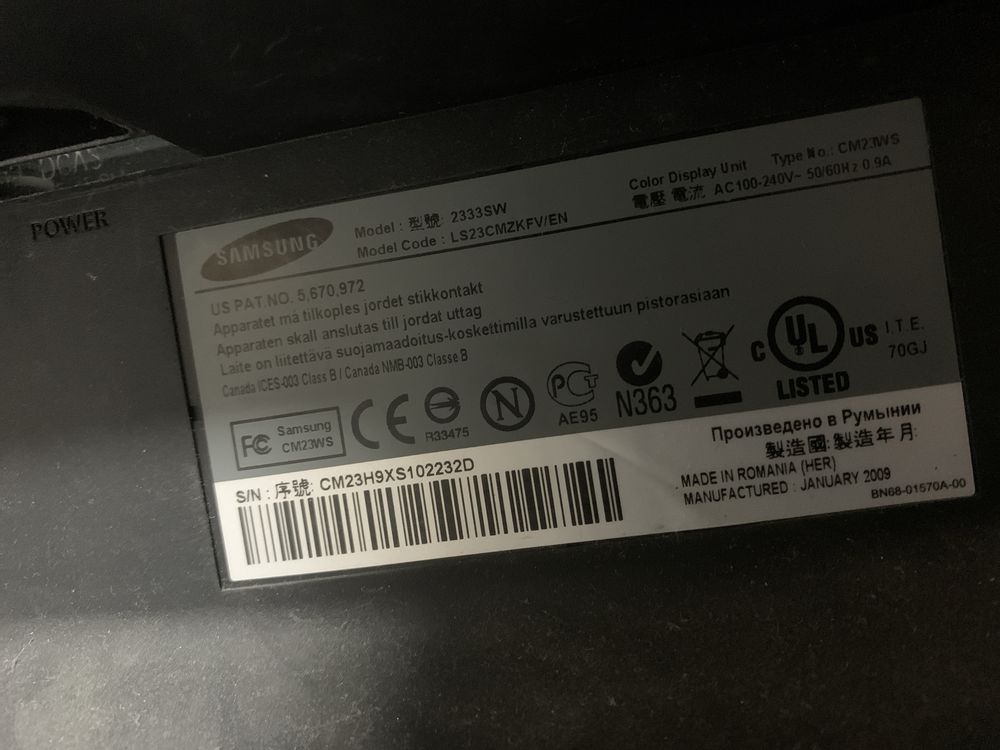 POWER
SAMSUNG
Model : 型號: 2333SW
Model Code : LS23CMZKFV/EN
Color Display Unit Type No.: CM23WS
電壓 電流 AC100-240V~ 50/60Hz 0.9A
US PAT.NO. 5,670,972
Apparatet må tilkoples jordet stikkontakt
Apparaten skall anslutas till jordat uttag
Laite on liitettävä suojamaadoitus-koskettimilla varustettuun pistorasiaan
Canada ICES-003 Class B / Canada NMB-003 Classe B
FC Samsung
CM23WS
CE
R33475
N
PCT
AE95
N363
C UL US
LISTED
I.T.E.
70GJ
S/N : 序號: CM23H9XS102232D
Произведено в Румынии
製造國: 製造年月:
MADE IN ROMANIA (HER)
MANUFACTURED : JANUARY 2009
BN68-01570A-00